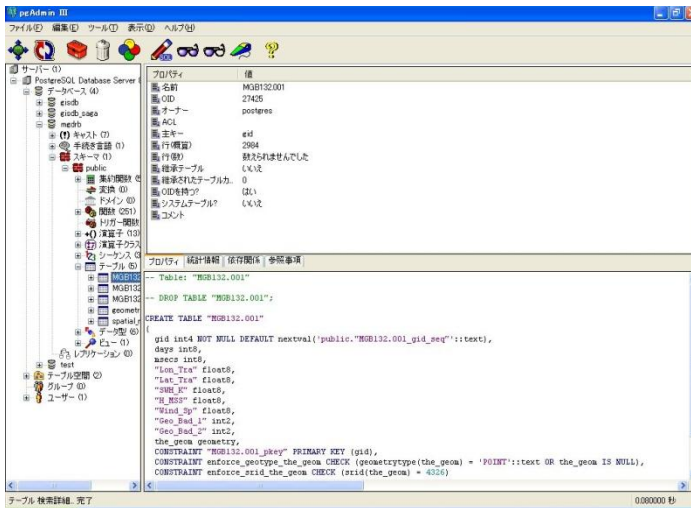 pgAdmin III
ファイル(F) 編集(E) ツール(T) 表示(D) ヘルプ(H)
サーバー (1)
PostgreSQL Database Server
データベース (4)
gisdb
gisdb_saga
medrb
キャスト (7)
手続き言語 (1)
スキーマ (1)
public
集約関数
変換 (0)
ドメイン (0)
関数 (251)
トリガー関数
演算子 (13)
演算子クラス
シーケンス (3
テーブル (5)
MGB132
MGB132
MGB132
geometr
spatial_r
データ型 (6)
ビュー (1)
レプリケーション (0)
test
テーブル空間 (2)
グループ (0)
ユーザー (1)
プロパティ 値
名前 MGB132.001
OID 27425
オーナー postgres
ACL
主キー gid
行(概算) 2984
行(数) 数えられませんでした
継承テーブル いいえ
継承されたテーブルカ.. 0
OIDを持つ? はい
システムテーブル? いいえ
コメント
プロパティ 統計情報 依存関係 参照事項
-- Table: "MGB132.001"
-- DROP TABLE "MGB132.001";
CREATE TABLE "MGB132.001"
(
gid int4 NOT NULL DEFAULT nextval('public."MGB132.001_gid_seq"'::text),
days int8,
msecs int8,
"Lon_Tra" float8,
"Lat_Tra" float8,
"SWH_K" float8,
"H_MSS" float8,
"Wind_Sp" float8,
"Geo_Bad_1" int2,
"Geo_Bad_2" int2,
the_geom geometry,
CONSTRAINT "MGB132.001_pkey" PRIMARY KEY (gid),
CONSTRAINT enforce_geotype_the_geom CHECK (geometrytype(the_geom) = 'POINT'::text OR the_geom IS NULL),
CONSTRAINT enforce_srid_the_geom CHECK (srid(the_geom) = 4326)
テーブル 検索詳細.. 完了 0.080000 秒